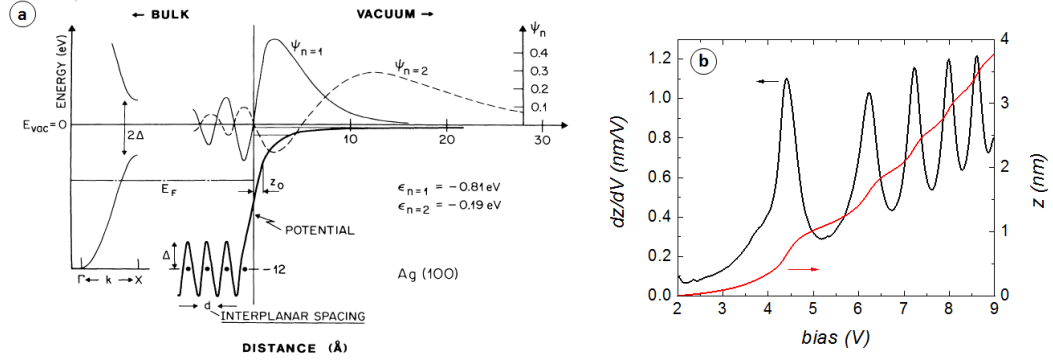 a
← BULK
VACUUM →
ψn
ENERGY (eV)
ψn=1
ψn=2
0.4
0.3
0.2
0.1
Evac=0
2Δ
10
20
30
EF
z0
εn=1 = −0.81 eV
εn=2 = −0.19 eV
POTENTIAL
Δ
−12
Ag (100)
Γ ← k → X
d
INTERPLANAR SPACING
DISTANCE (Å)
b
dz/dV (nm/V)
1.2
1.0
0.8
0.6
0.4
0.2
0.0
4
3
2
1
0
z (nm)
2 3 4 5 6 7 8 9
bias (V)